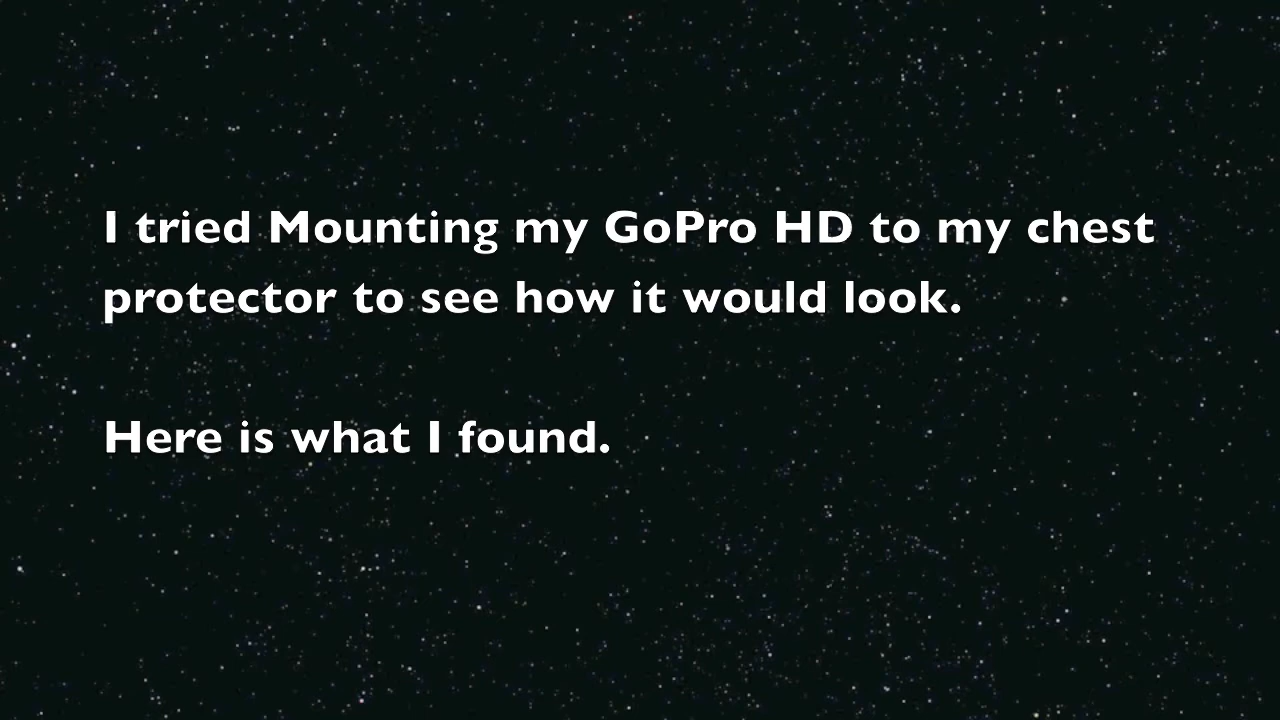 I tried Mounting my GoPro HD to my chest
protector to see how it would look.
Here is what I found.